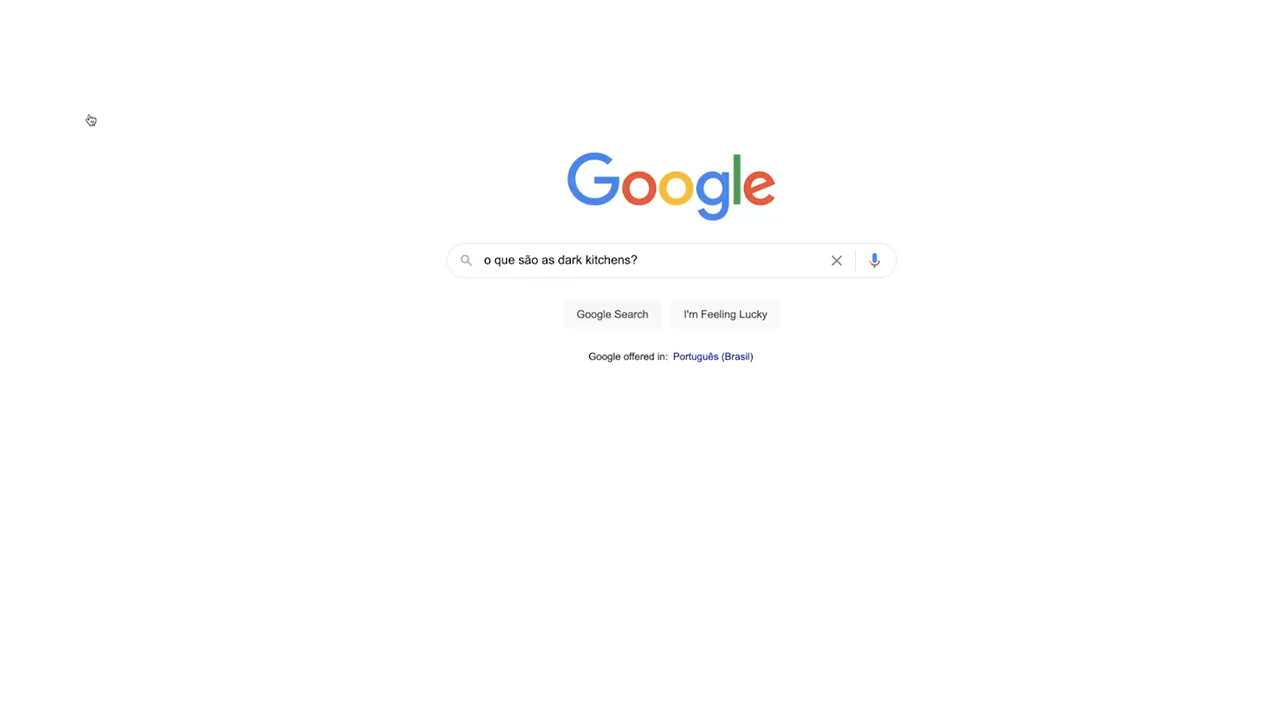 Google
o que são as dark kitchens?
Google Search
I'm Feeling Lucky
Google offered in: Português (Brasil)